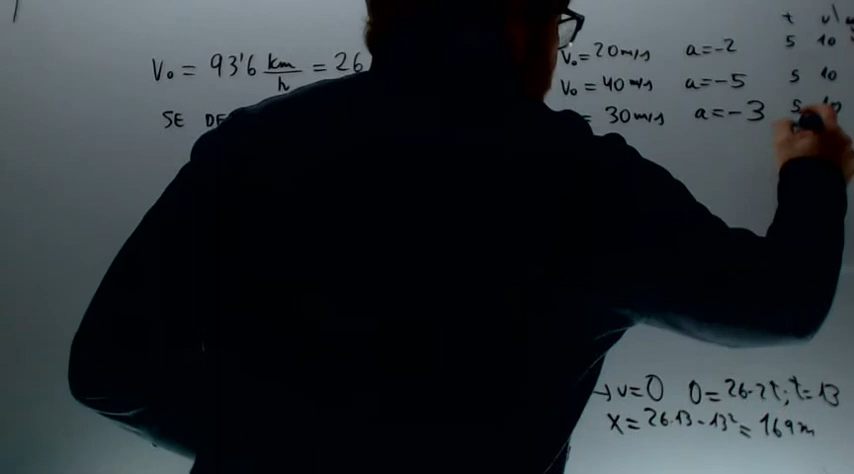 V₀ = 93'6 km/h = 26
SE DE
t v
V₀ = 20 m/s a = -2 5 10
V₀ = 40 m/s a = -5 5 10
= 30 m/s a = -3 5 10
→ v = 0 0 = 26-2t; t = 13
X = 26·13 - 13² = 169 m